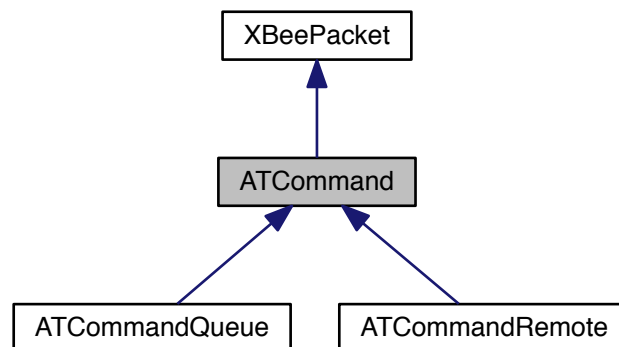 XBeePacket
ATCommand
ATCommandQueue
ATCommandRemote